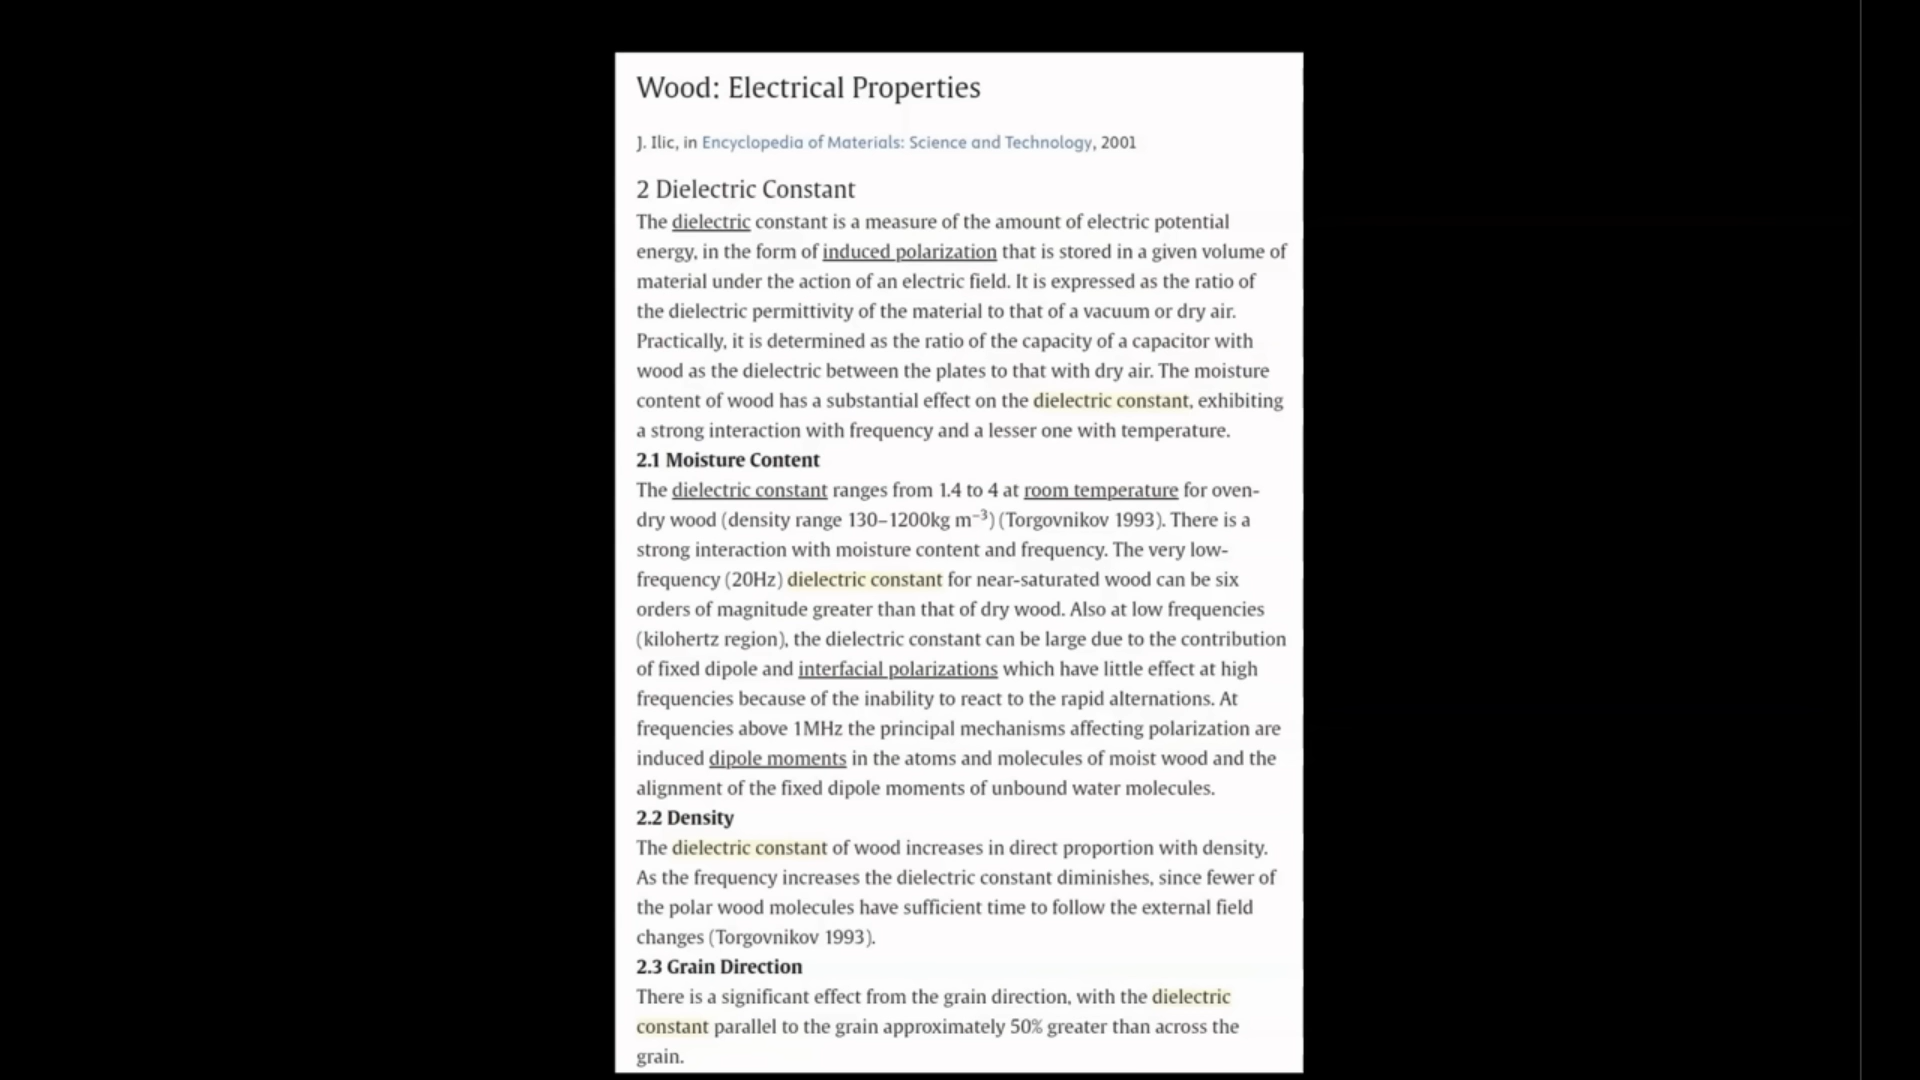 Wood: Electrical Properties
J. Ilic, in Encyclopedia of Materials: Science and Technology, 2001
2 Dielectric Constant
The dielectric constant is a measure of the amount of electric potential
energy, in the form of induced polarization that is stored in a given volume of
material under the action of an electric field. It is expressed as the ratio of
the dielectric permittivity of the material to that of a vacuum or dry air.
Practically, it is determined as the ratio of the capacity of a capacitor with
wood as the dielectric between the plates to that with dry air. The moisture
content of wood has a substantial effect on the dielectric constant, exhibiting
a strong interaction with frequency and a lesser one with temperature.
2.1 Moisture Content
The dielectric constant ranges from 1.4 to 4 at room temperature for oven-
dry wood (density range 130–1200kg m⁻³) (Torgovnikov 1993). There is a
strong interaction with moisture content and frequency. The very low-
frequency (20Hz) dielectric constant for near-saturated wood can be six
orders of magnitude greater than that of dry wood. Also at low frequencies
(kilohertz region), the dielectric constant can be large due to the contribution
of fixed dipole and interfacial polarizations which have little effect at high
frequencies because of the inability to react to the rapid alternations. At
frequencies above 1MHz the principal mechanisms affecting polarization are
induced dipole moments in the atoms and molecules of moist wood and the
alignment of the fixed dipole moments of unbound water molecules.
2.2 Density
The dielectric constant of wood increases in direct proportion with density.
As the frequency increases the dielectric constant diminishes, since fewer of
the polar wood molecules have sufficient time to follow the external field
changes (Torgovnikov 1993).
2.3 Grain Direction
There is a significant effect from the grain direction, with the dielectric
constant parallel to the grain approximately 50% greater than across the
grain.